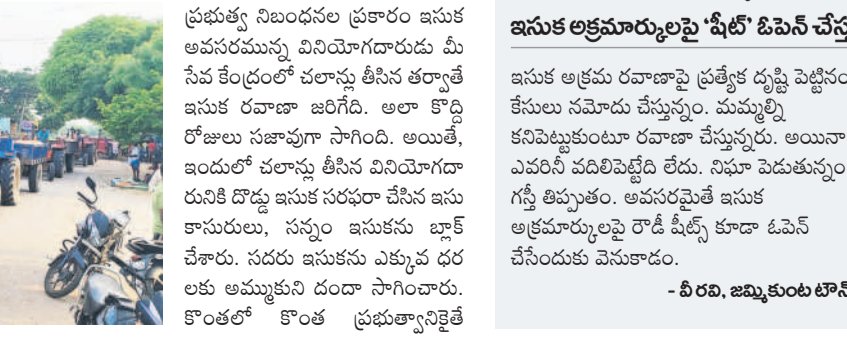 ప్రభుత్వ నిబంధనల ప్రకారం ఇసుక
అవసరమున్న వినియోగదారుడు మీ
సేవ కేంద్రంలో చలాన్లు తీసిన తర్వాతే
ఇసుక రవాణా జరిగేది. అలా కొద్ది
రోజులు సజావుగా సాగింది. అయితే,
ఇందులో చలాన్లు తీసిన వినియోగదా
రునికి దొడ్డు ఇసుక సరఫరా చేసిన ఇసు
కాసురులు, సన్నం ఇసుకను బ్లాక్
చేశారు. సదరు ఇసుకను ఎక్కువ ధర
లకు అమ్ముకుని దందా సాగించారు.
కొంతలో కొంత ప్రభుత్వానికైతే
ఇసుక అక్రమార్కులపై ‘షీట్’ ఓపెన్ చేస్త
ఇసుక అక్రమ రవాణాపై ప్రత్యేక దృష్టి పెట్టినం
కేసులు నమోదు చేస్తున్నం. మమ్మల్ని
కనిపెట్టుకుంటూ రవాణా చేస్తున్నరు. అయినా
ఎవరినీ వదిలిపెట్టేది లేదు. నిఘా పెడుతున్నం
గస్తీ తిప్పుతం. అవసరమైతే ఇసుక
అక్రమార్కులపై రౌడీ షీట్స్ కూడా ఓపెన్
చేసేందుకు వెనుకాడం.
- వీ రవి, జమ్మికుంట టౌన్